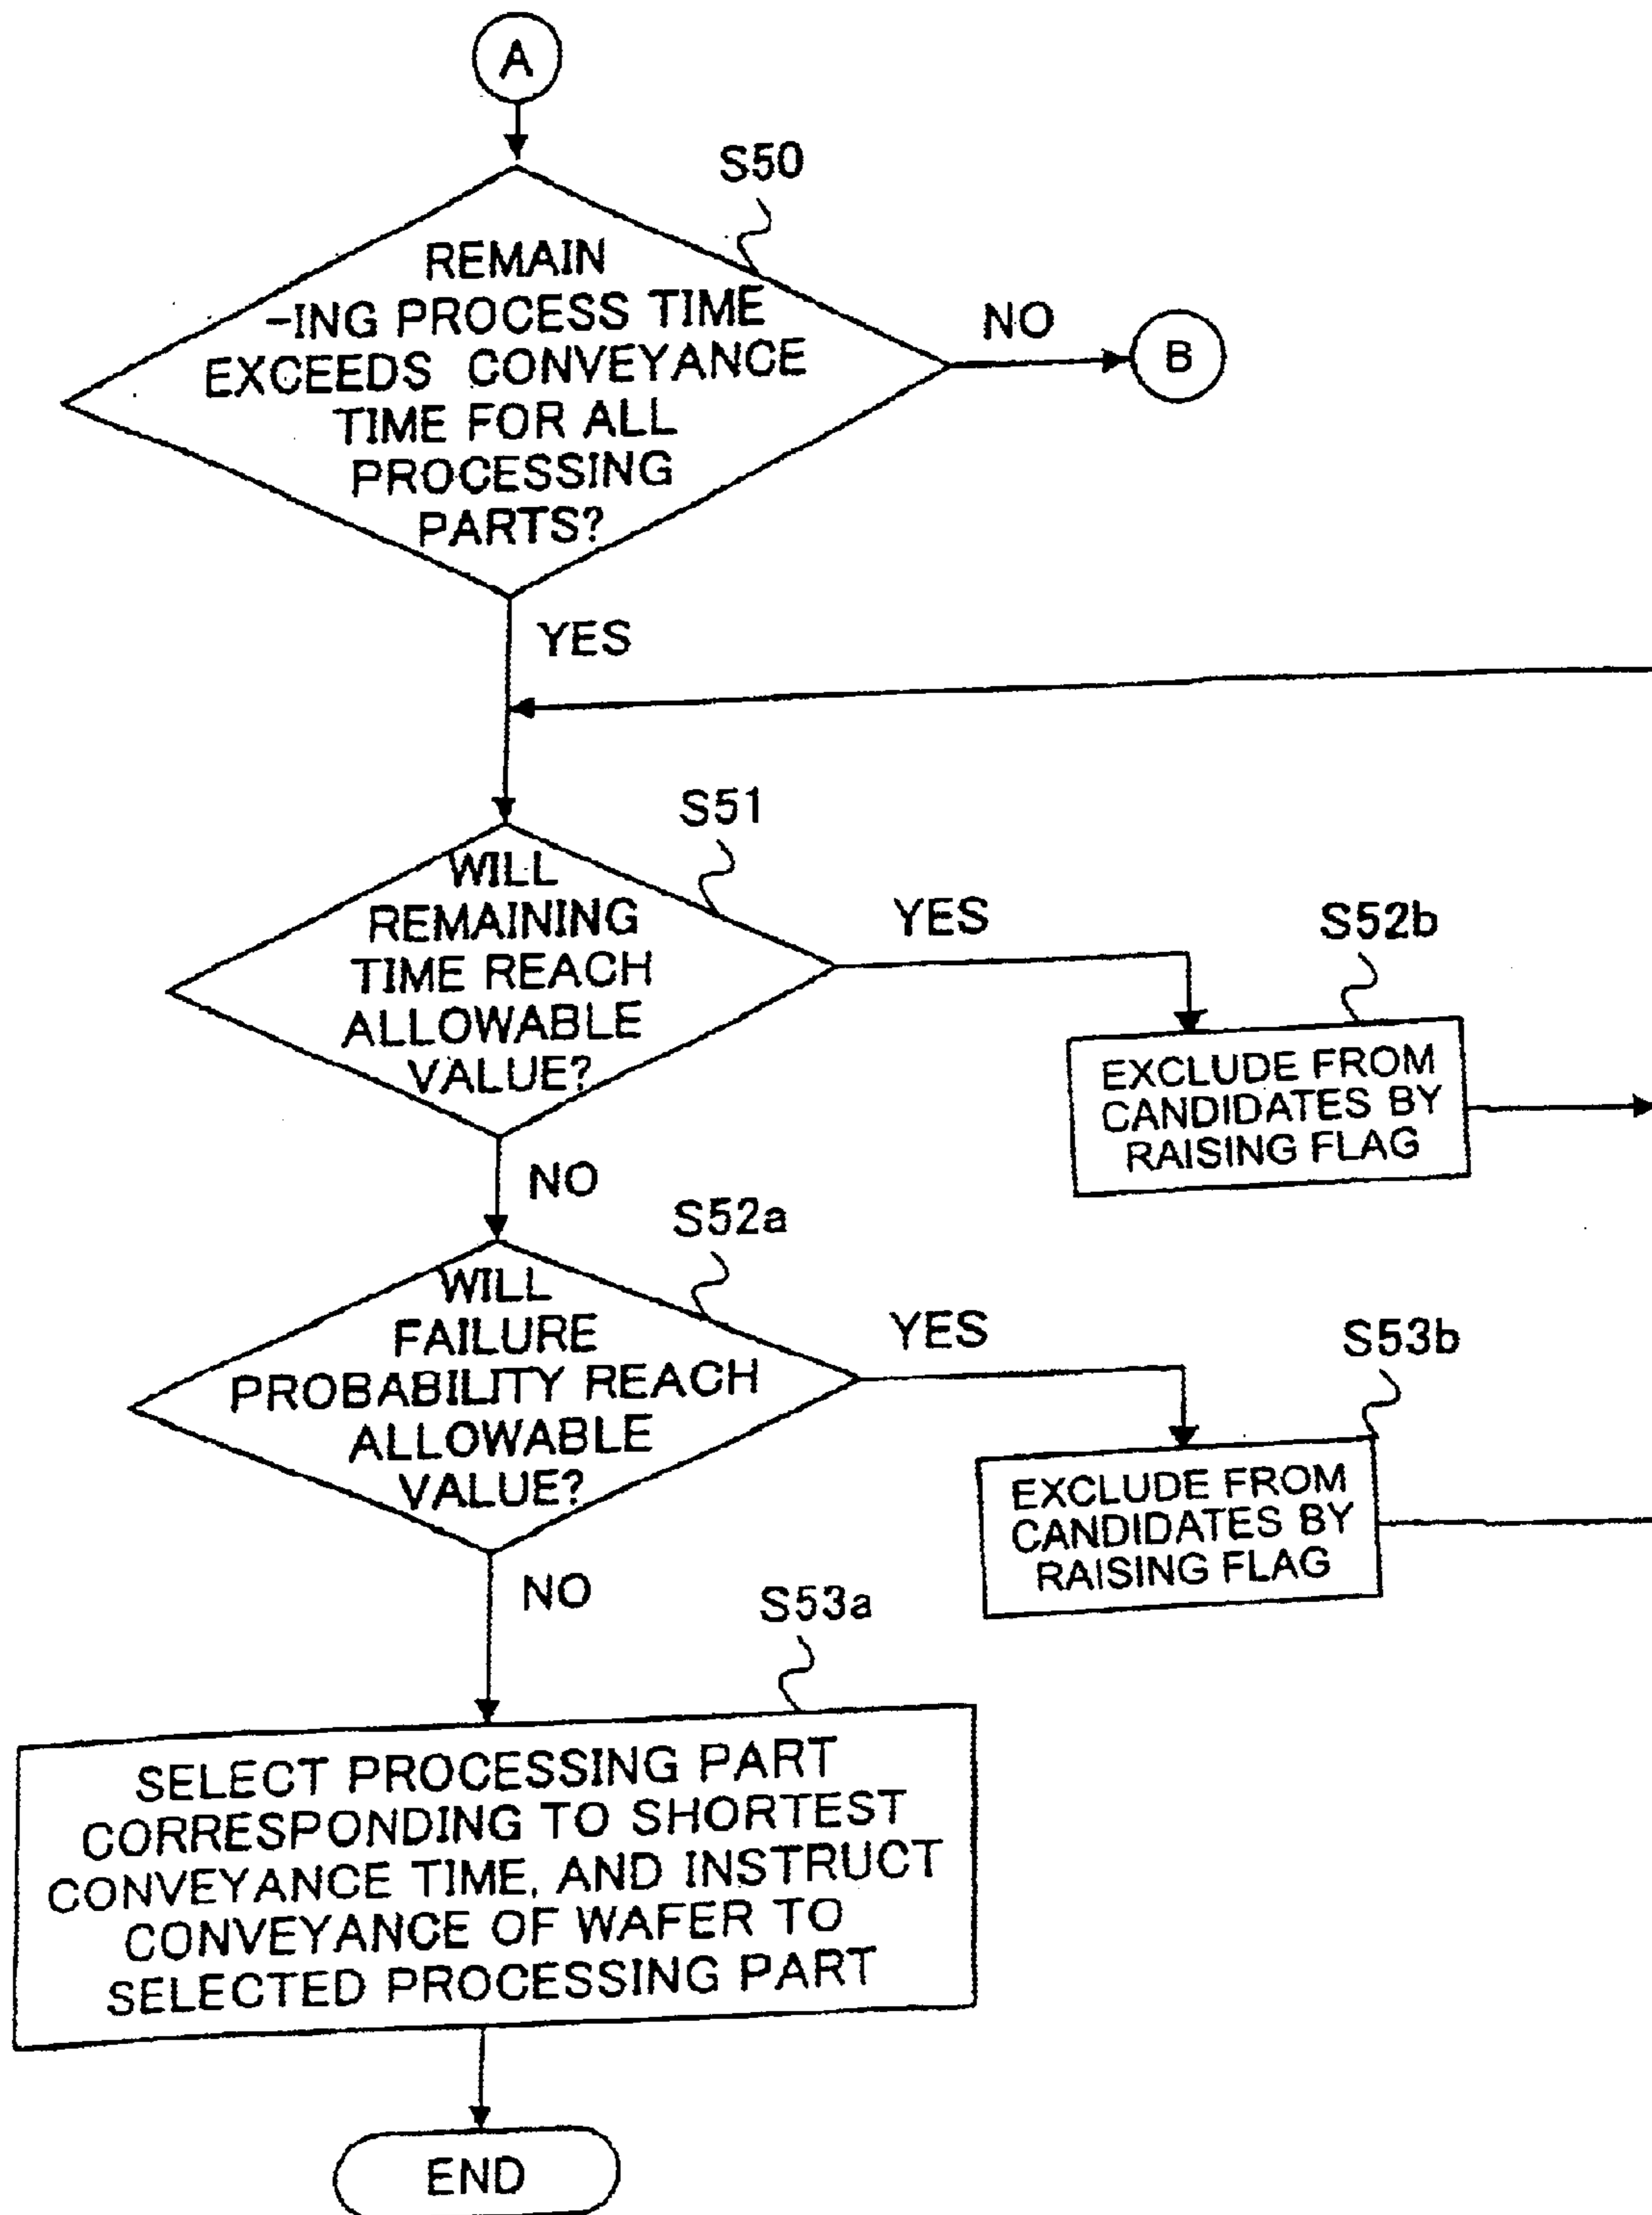 A
S50
REMAIN
-ING PROCESS TIME
EXCEEDS CONVEYANCE
TIME FOR ALL
PROCESSING
PARTS?
NO
B
YES
S51
WILL
REMAINING
TIME REACH
ALLOWABLE
VALUE?
YES
S52b
EXCLUDE FROM
CANDIDATES BY
RAISING FLAG
NO
S52a
WILL
FAILURE
PROBABILITY REACH
ALLOWABLE
VALUE?
YES
S53b
EXCLUDE FROM
CANDIDATES BY
RAISING FLAG
NO
S53a
SELECT PROCESSING PART
CORRESPONDING TO SHORTEST
CONVEYANCE TIME, AND INSTRUCT
CONVEYANCE OF WAFER TO
SELECTED PROCESSING PART
END